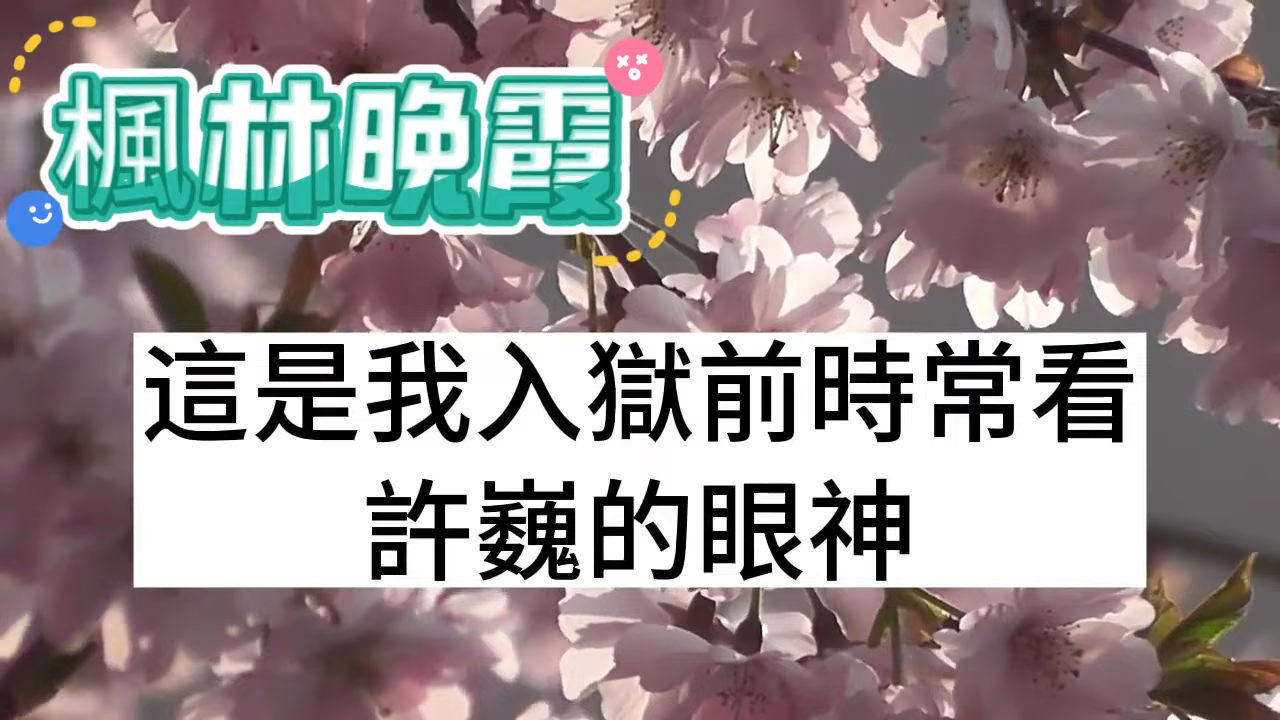 楓林晚霞
這是我入獄前時常看
許巍的眼神